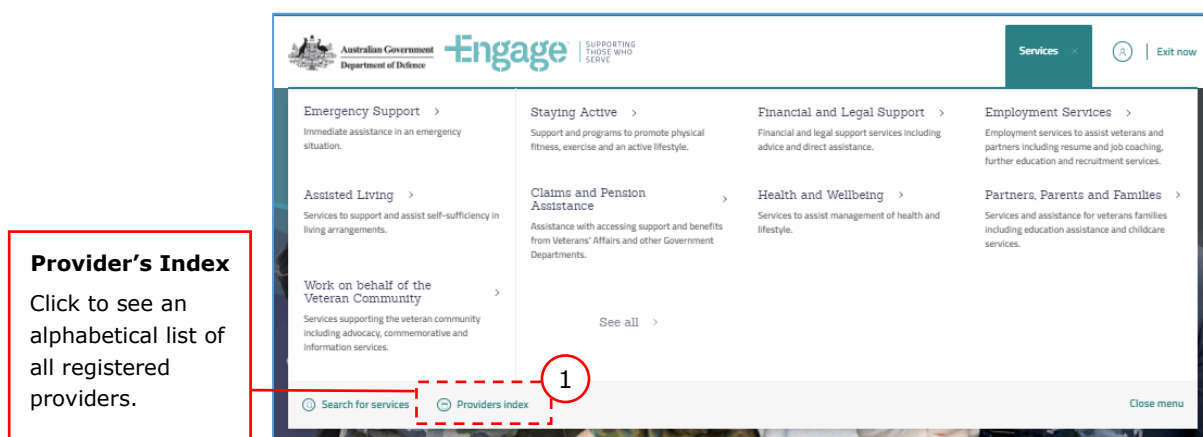 Australian Government
Department of Defence
Engage
SUPPORTING
THOSE WHO
SERVE
Services ×
Exit now
Emergency Support >
Immediate assistance in an emergency
situation.
Staying Active >
Support and programs to promote physical
fitness, exercise and an active lifestyle.
Financial and Legal Support >
Financial and legal support services including
advice and direct assistance.
Employment Services >
Employment services to assist veterans and
partners including resume and job coaching,
further education and recruitment services.
Assisted Living >
Services to support and assist self-sufficiency in
living arrangements.
Claims and Pension
Assistance >
Assistance with accessing support and benefits
from Veterans' Affairs and other Government
Departments.
Health and Wellbeing >
Services to assist management of health and
lifestyle.
Partners, Parents and Families >
Services and assistance for veterans families
including education assistance and childcare
services.
Work on behalf of the
Veteran Community >
Services supporting the veteran community
including advocacy, commemorative and
information services.
See all >
Search for services
Providers index
Close menu
1
Provider’s Index
Click to see an
alphabetical list of
all registered
providers.